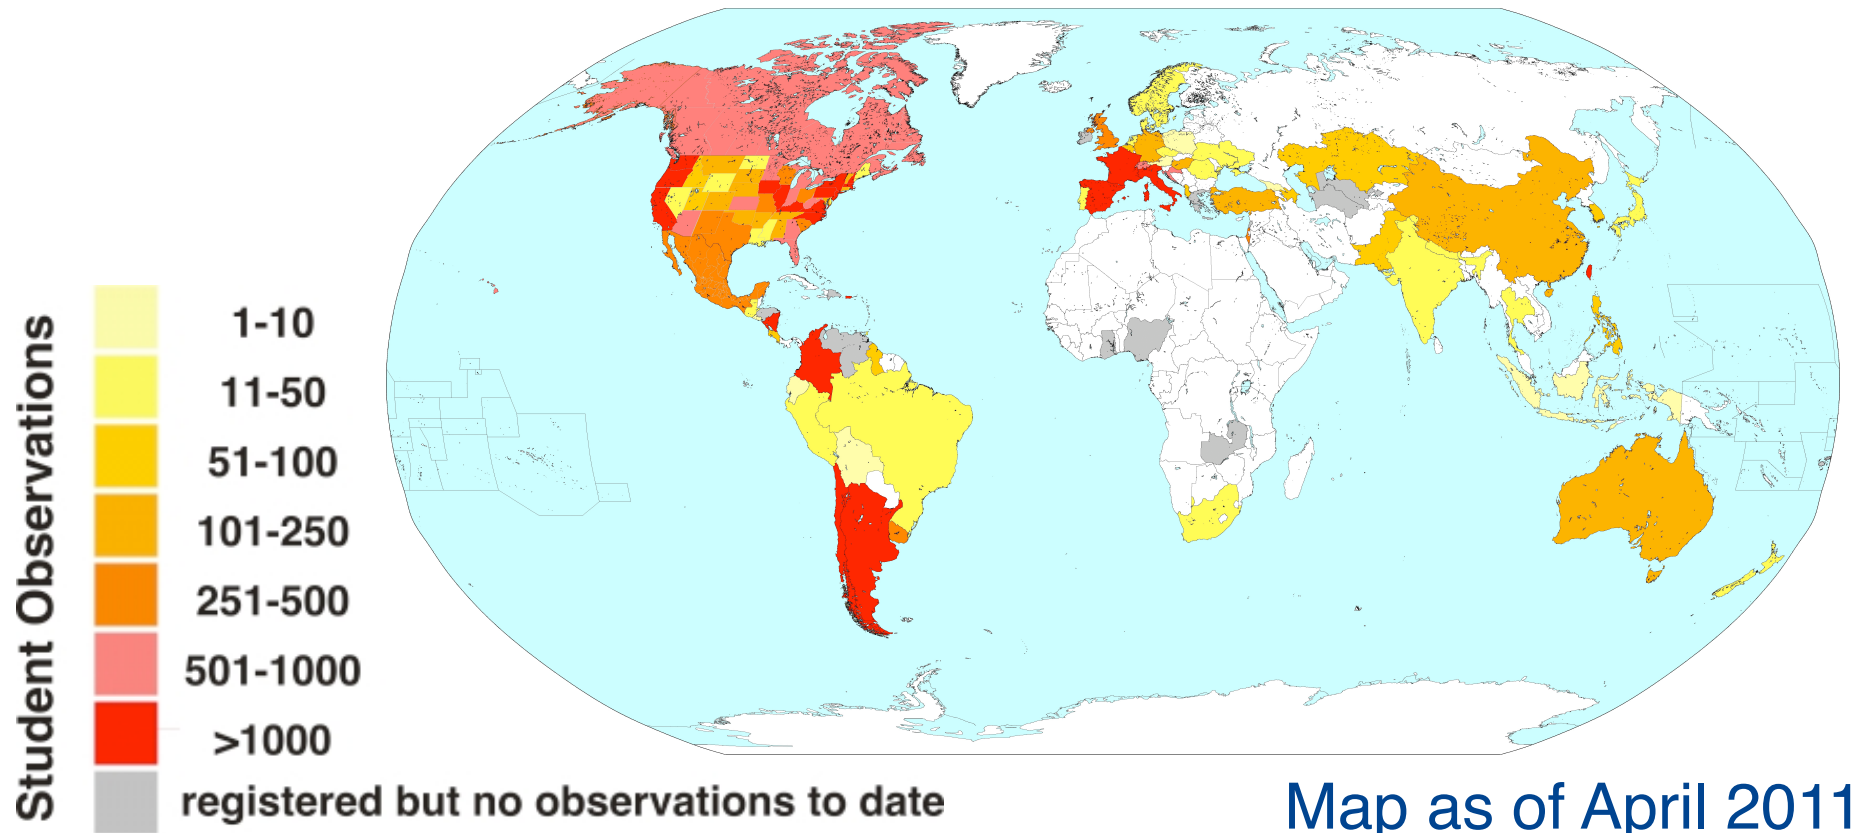 Student Observations
1-10
11-50
51-100
101-250
251-500
501-1000
>1000
registered but no observations to date
Map as of April 2011